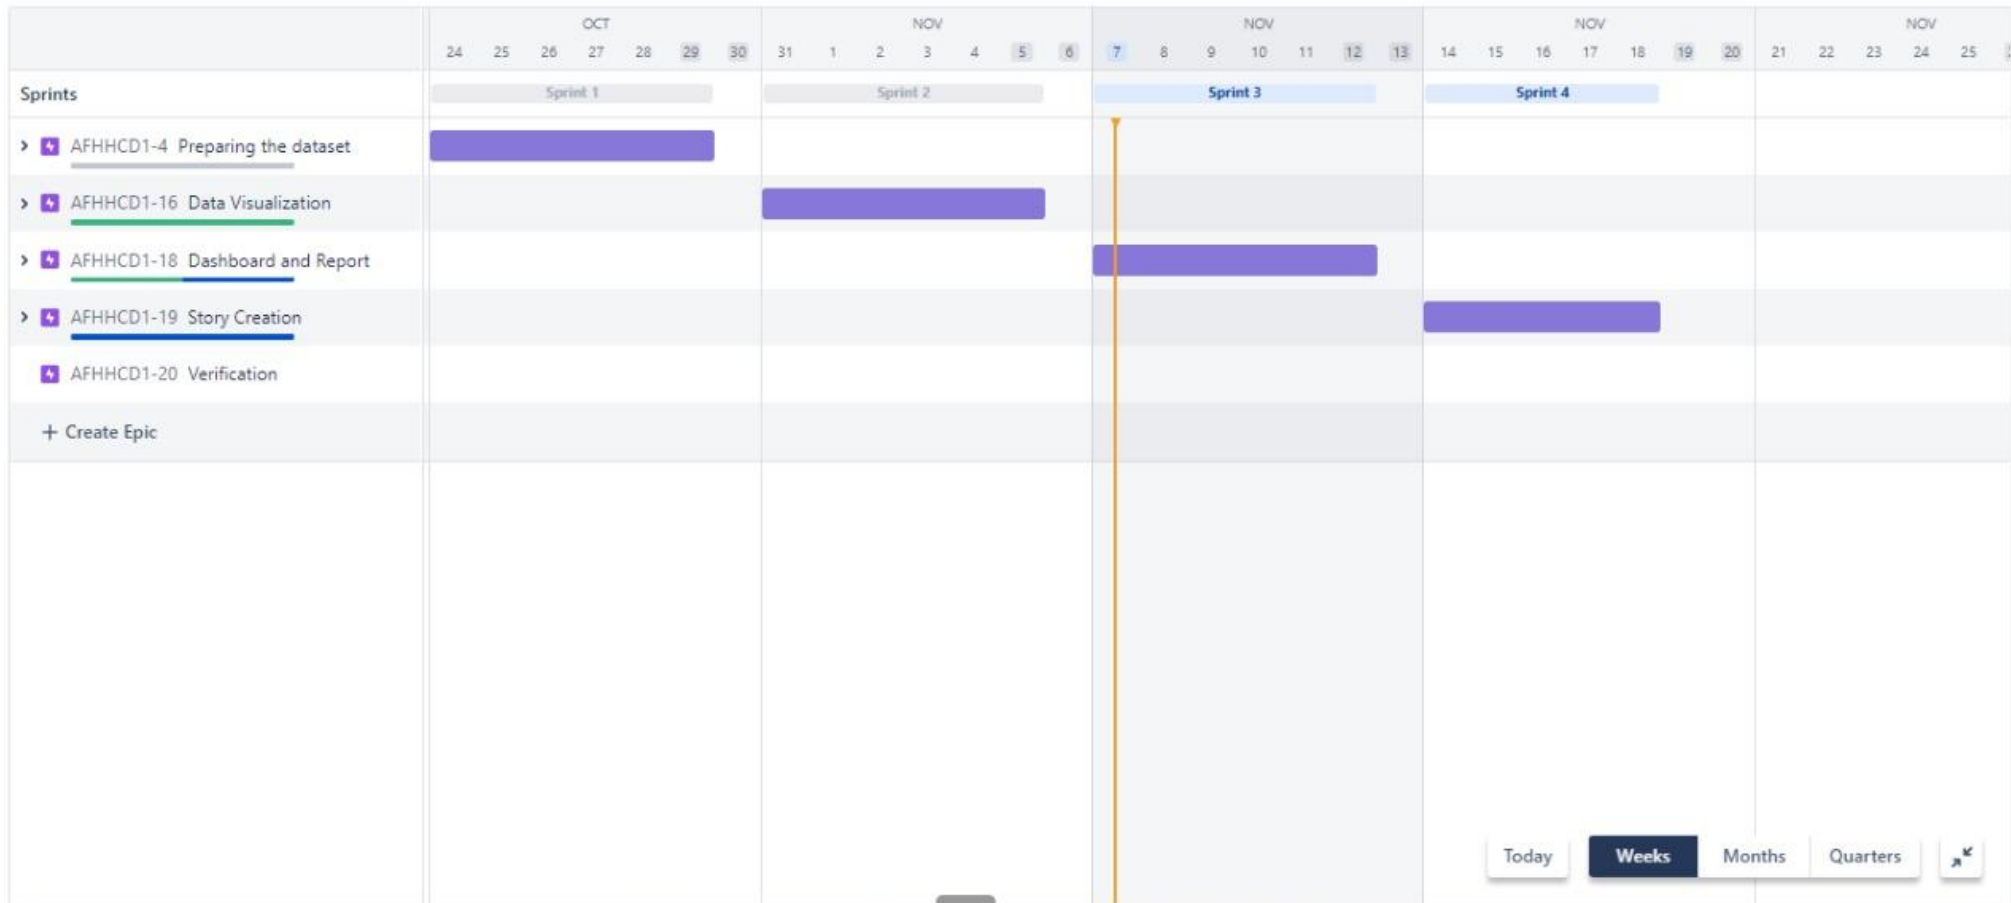 OCT NOV NOV NOV NOV
24 25 26 27 28 29 30 31 1 2 3 4 5 6 7 8 9 10 11 12 13 14 15 16 17 18 19 20 21 22 23 24 25
Sprints Sprint 1 Sprint 2 Sprint 3 Sprint 4
AFHHCD1-4 Preparing the dataset
AFHHCD1-16 Data Visualization
AFHHCD1-18 Dashboard and Report
AFHHCD1-19 Story Creation
AFHHCD1-20 Verification
+ Create Epic
Today Weeks Months Quarters